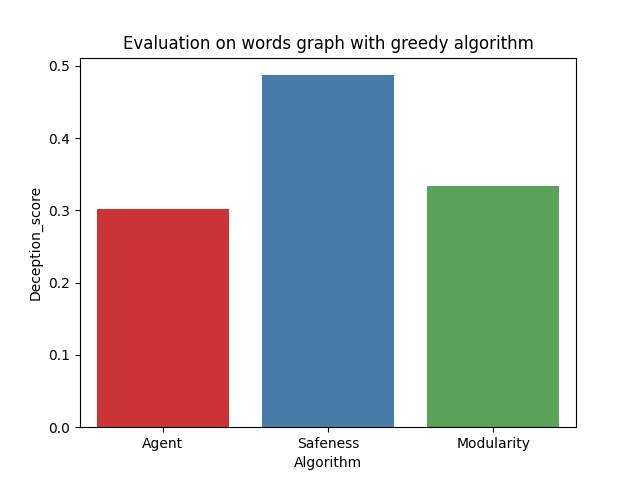 Evaluation on words graph with greedy algorithm
0.5
0.4
0.3
0.2
0.1
0.0
Deception_score
Agent Safeness Modularity
Algorithm